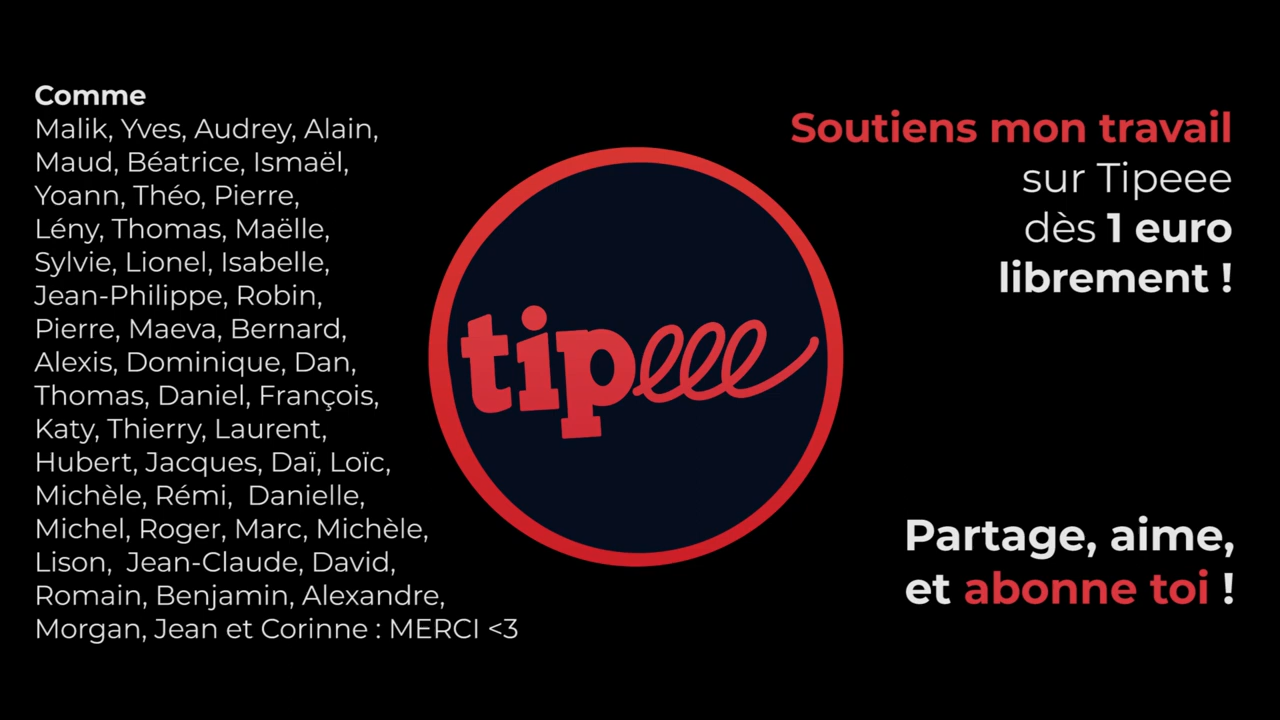 Comme
Malik, Yves, Audrey, Alain,
Maud, Béatrice, Ismaël,
Yoann, Théo, Pierre,
Lény, Thomas, Maëlle,
Sylvie, Lionel, Isabelle,
Jean-Philippe, Robin,
Pierre, Maeva, Bernard,
Alexis, Dominique, Dan,
Thomas, Daniel, François,
Katy, Thierry, Laurent,
Hubert, Jacques, Daï, Loïc,
Michèle, Rémi, Danielle,
Michel, Roger, Marc, Michèle,
Lison, Jean-Claude, David,
Romain, Benjamin, Alexandre,
Morgan, Jean et Corinne : MERCI <3
tipeee
Soutiens mon travail
sur Tipeee
dès 1 euro
librement !
Partage, aime,
et abonne toi !